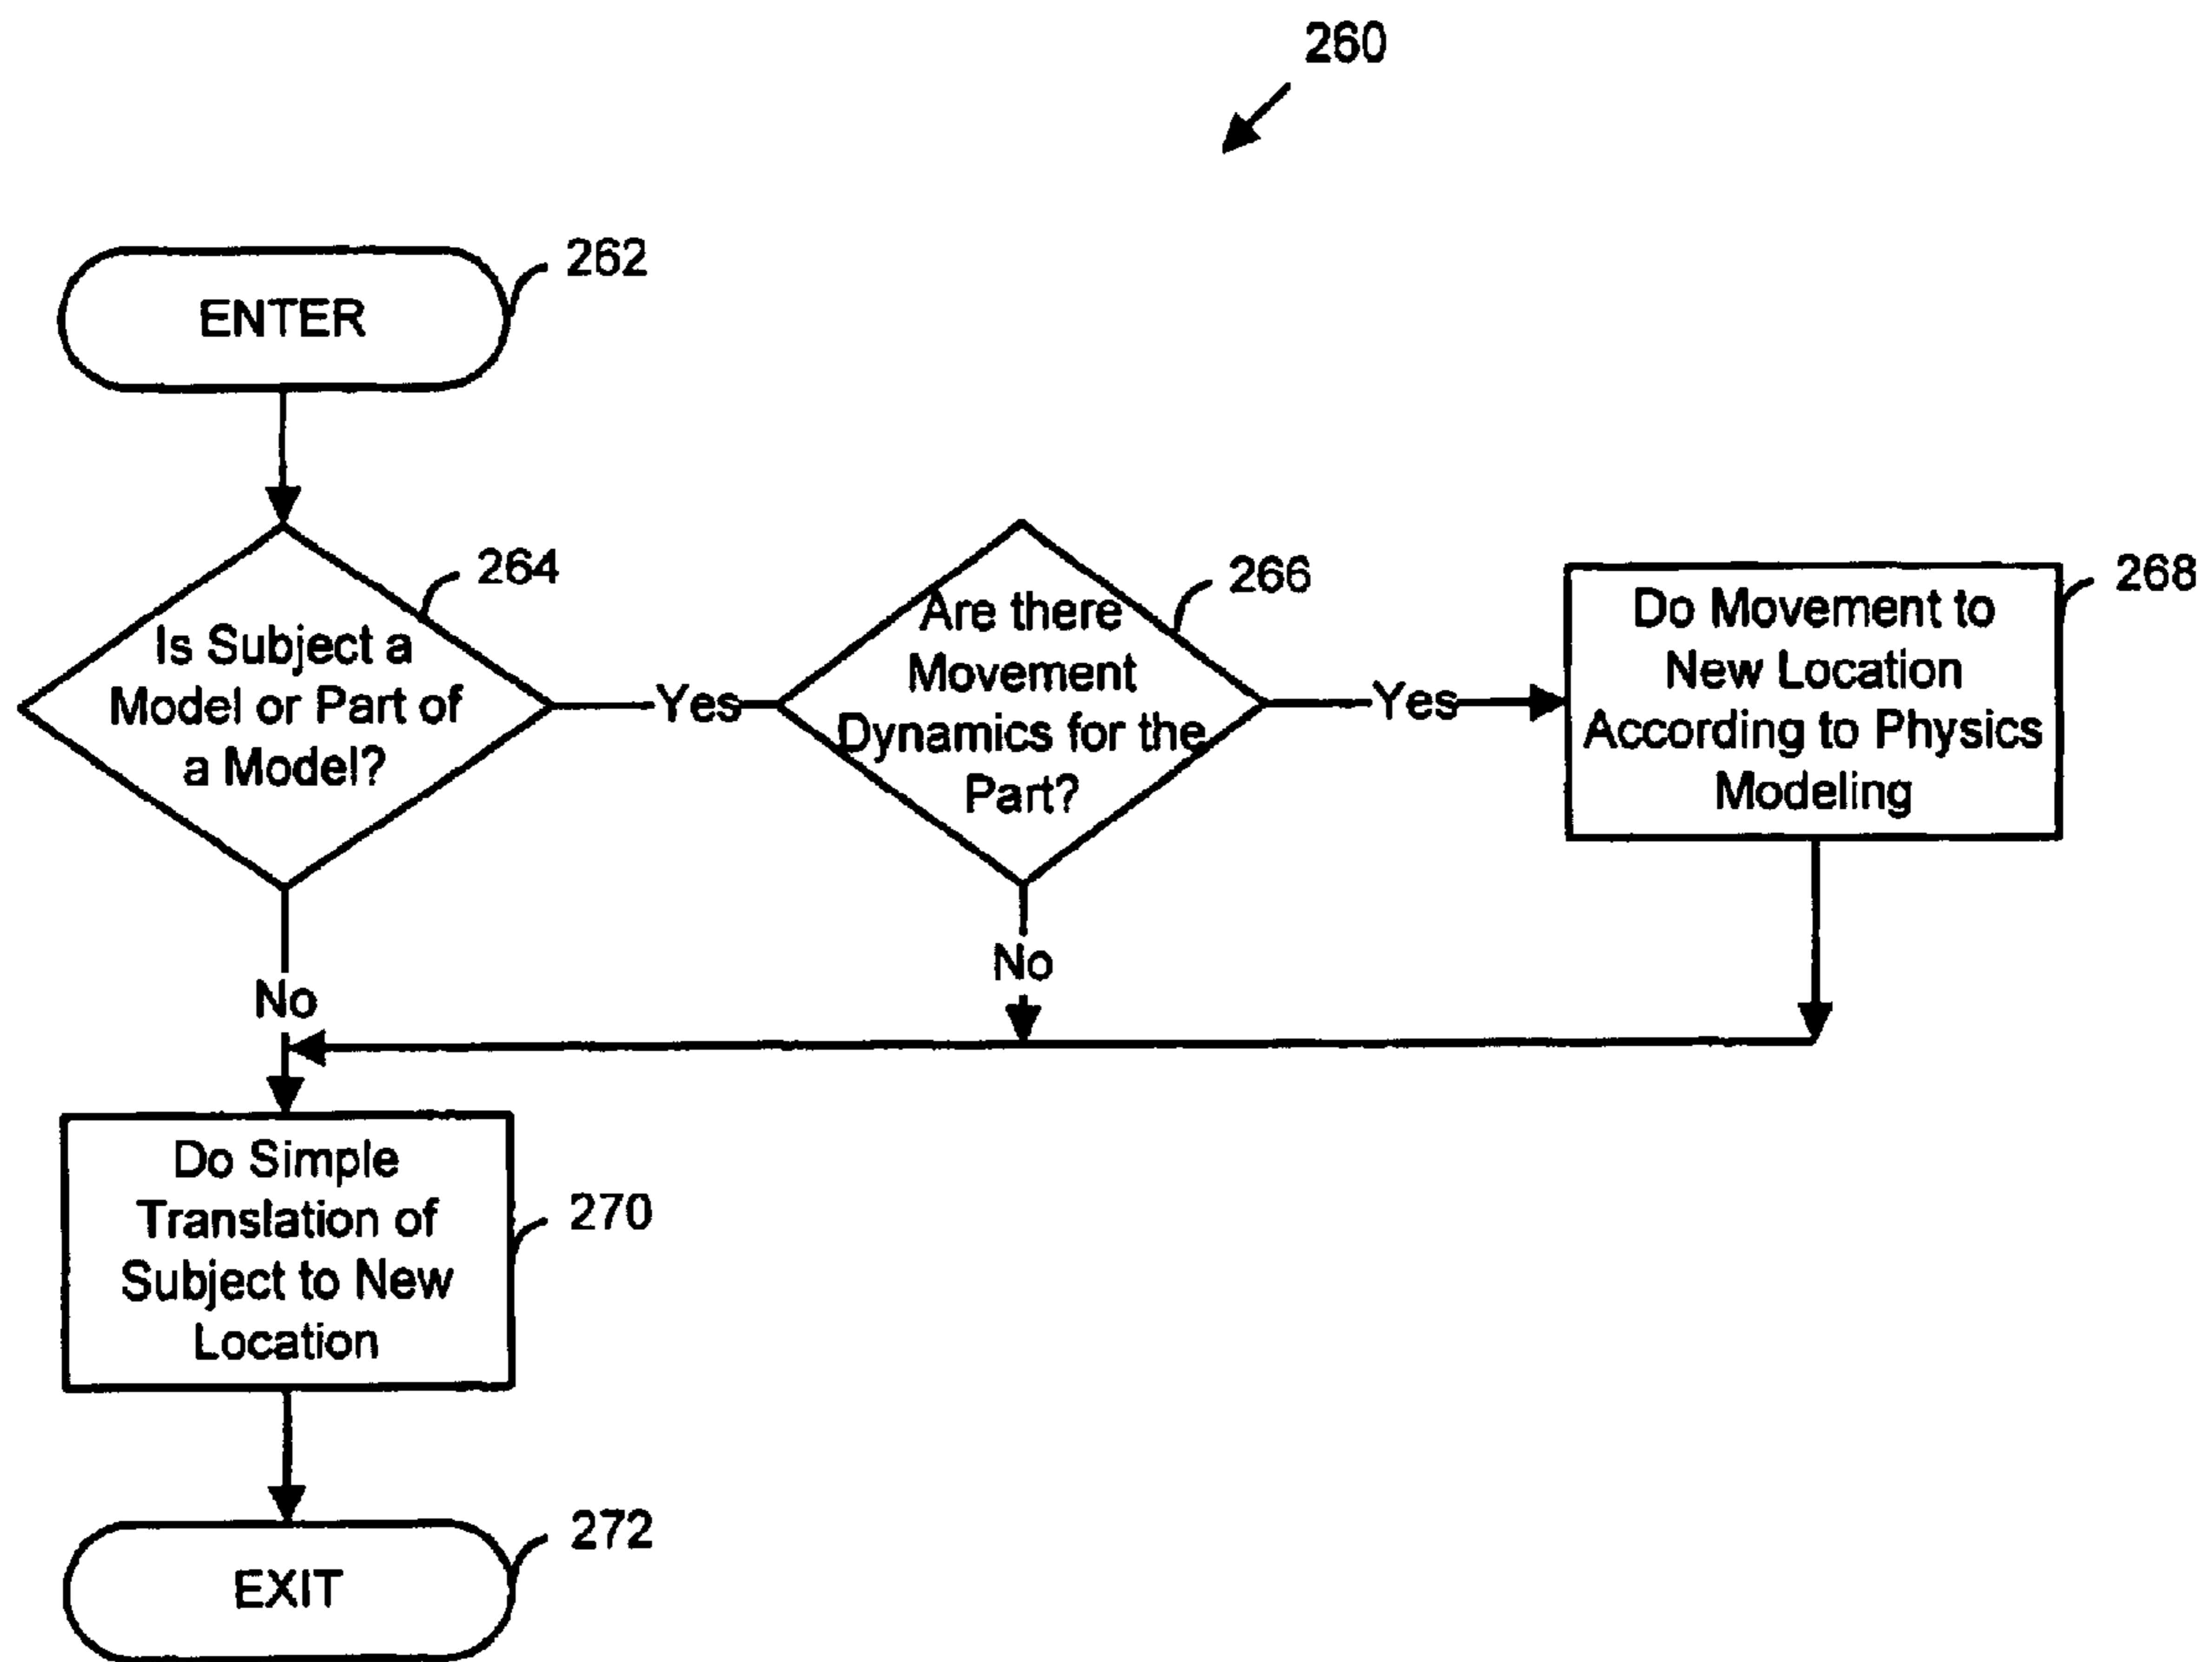 260
262
ENTER
264
Is Subject a
Model or Part of
a Model?
Yes
266
Are there
Movement
Dynamics for the
Part?
Yes
268
Do Movement to
New Location
According to Physics
Modeling
No
No
270
Do Simple
Translation of
Subject to New
Location
272
EXIT